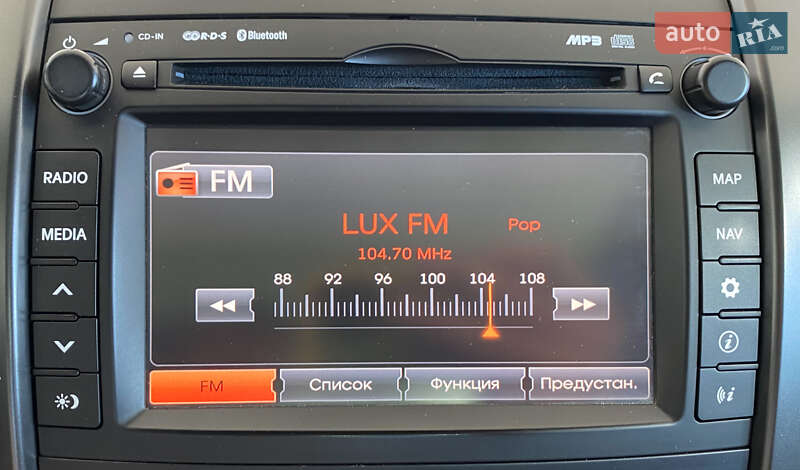 auto RIA
.com
CD-IN R·D·S Bluetooth MP3
RADIO
MEDIA
MAP
NAV
FM
LUX FM Pop
104.70 MHz
88 92 96 100 104 108
FM Список Функция Предустан.